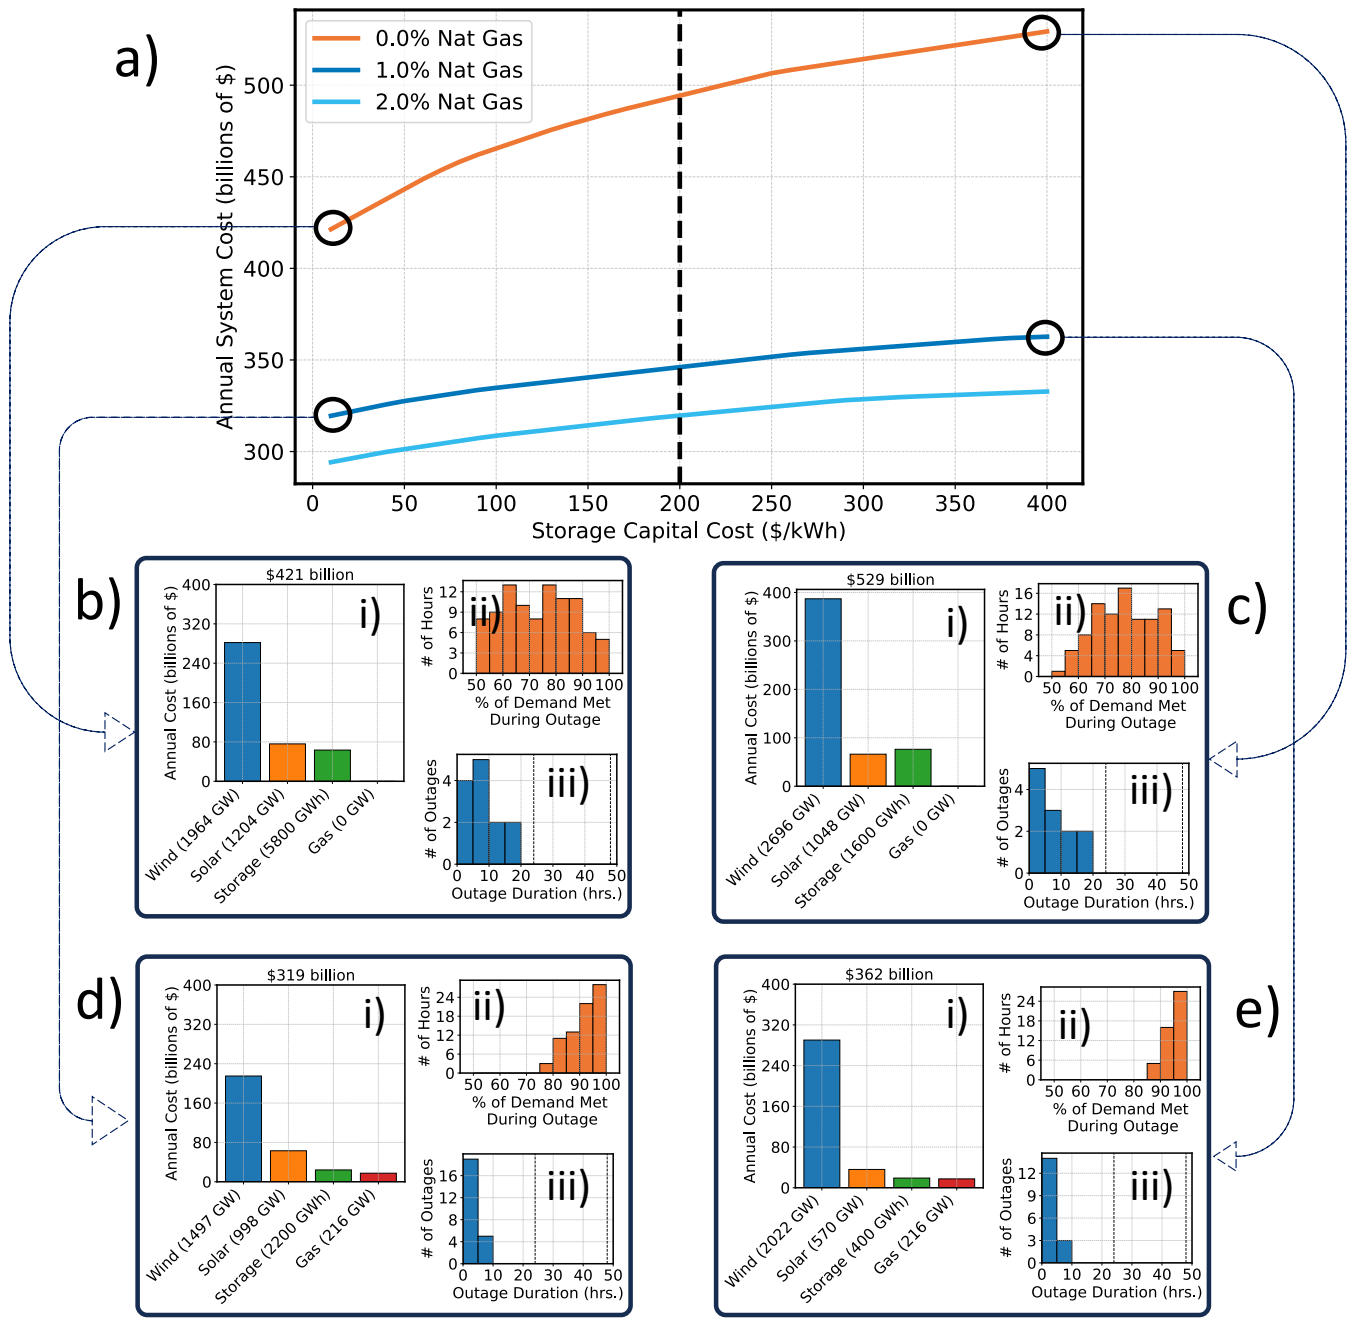 a)
0.0% Nat Gas
1.0% Nat Gas
2.0% Nat Gas
Annual System Cost (billions of $)
500
450
400
350
300
0 50 100 150 200 250 300 350 400
Storage Capital Cost ($/kWh)
b)
$421 billion
i)
Annual Cost (billions of $)
400
320
240
160
80
0
Wind (1964 GW)
Solar (1204 GW)
Storage (5800 GWh)
Gas (0 GW)
ii)
# of Hours
12
9
6
3
0
50 60 70 80 90 100
% of Demand Met
During Outage
iii)
# of Outages
4
2
0
0 10 20 30 40 50
Outage Duration (hrs.)
c)
$529 billion
i)
Annual Cost (billions of $)
400
300
200
100
0
Wind (2696 GW)
Solar (1048 GW)
Storage (1600 GWh)
Gas (0 GW)
ii)
# of Hours
16
12
8
4
0
50 60 70 80 90 100
% of Demand Met
During Outage
iii)
# of Outages
4
2
0
0 10 20 30 40 50
Outage Duration (hrs.)
d)
$319 billion
i)
Annual Cost (billions of $)
400
320
240
160
80
0
Wind (1497 GW)
Solar (998 GW)
Storage (2200 GWh)
Gas (216 GW)
ii)
# of Hours
24
18
12
6
0
50 60 70 80 90 100
% of Demand Met
During Outage
iii)
# of Outages
16
12
8
4
0
0 10 20 30 40 50
Outage Duration (hrs.)
e)
$362 billion
i)
Annual Cost (billions of $)
400
320
240
160
80
0
Wind (2022 GW)
Solar (570 GW)
Storage (400 GWh)
Gas (216 GW)
ii)
# of Hours
24
18
12
6
0
50 60 70 80 90 100
% of Demand Met
During Outage
iii)
# of Outages
12
9
6
3
0
0 10 20 30 40 50
Outage Duration (hrs.)